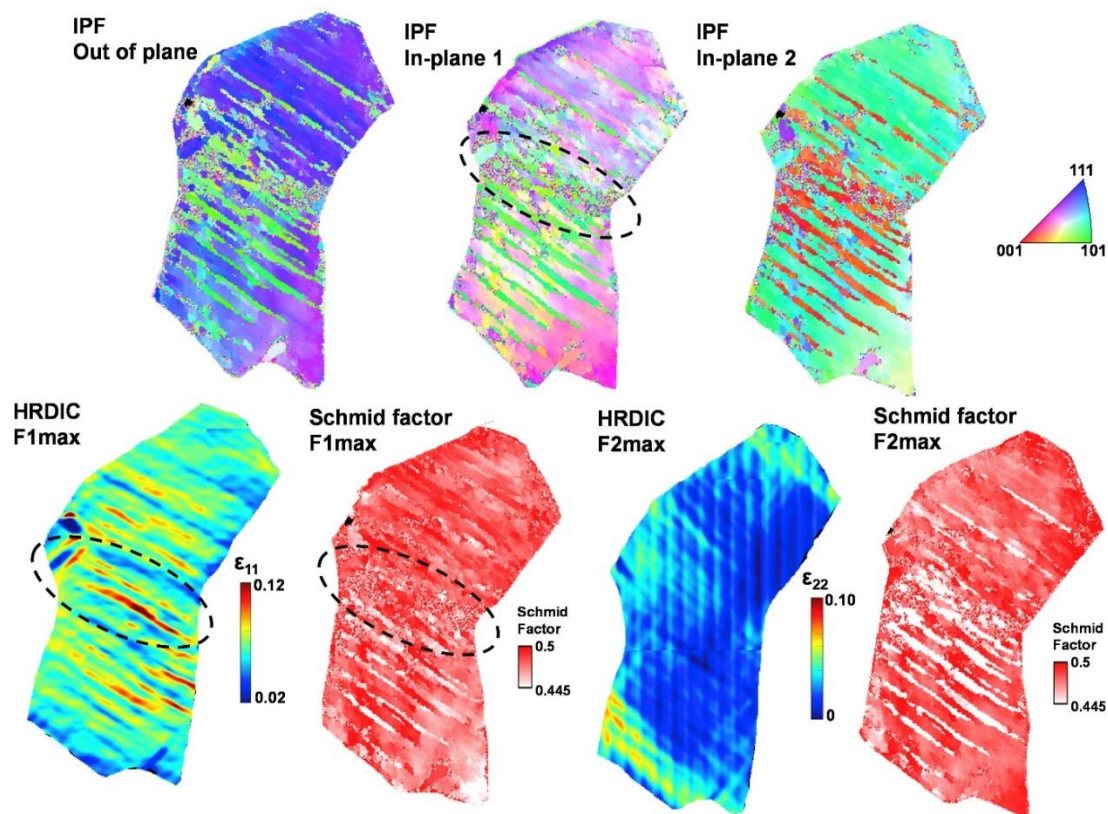 IPF
Out of plane
IPF
In-plane 1
IPF
In-plane 2
111
001
101
HRDIC
F1max
ε11
0.12
0.02
Schmid factor
F1max
Schmid
Factor
0.5
0.445
HRDIC
F2max
ε22
0.10
0
Schmid factor
F2max
Schmid
Factor
0.5
0.445